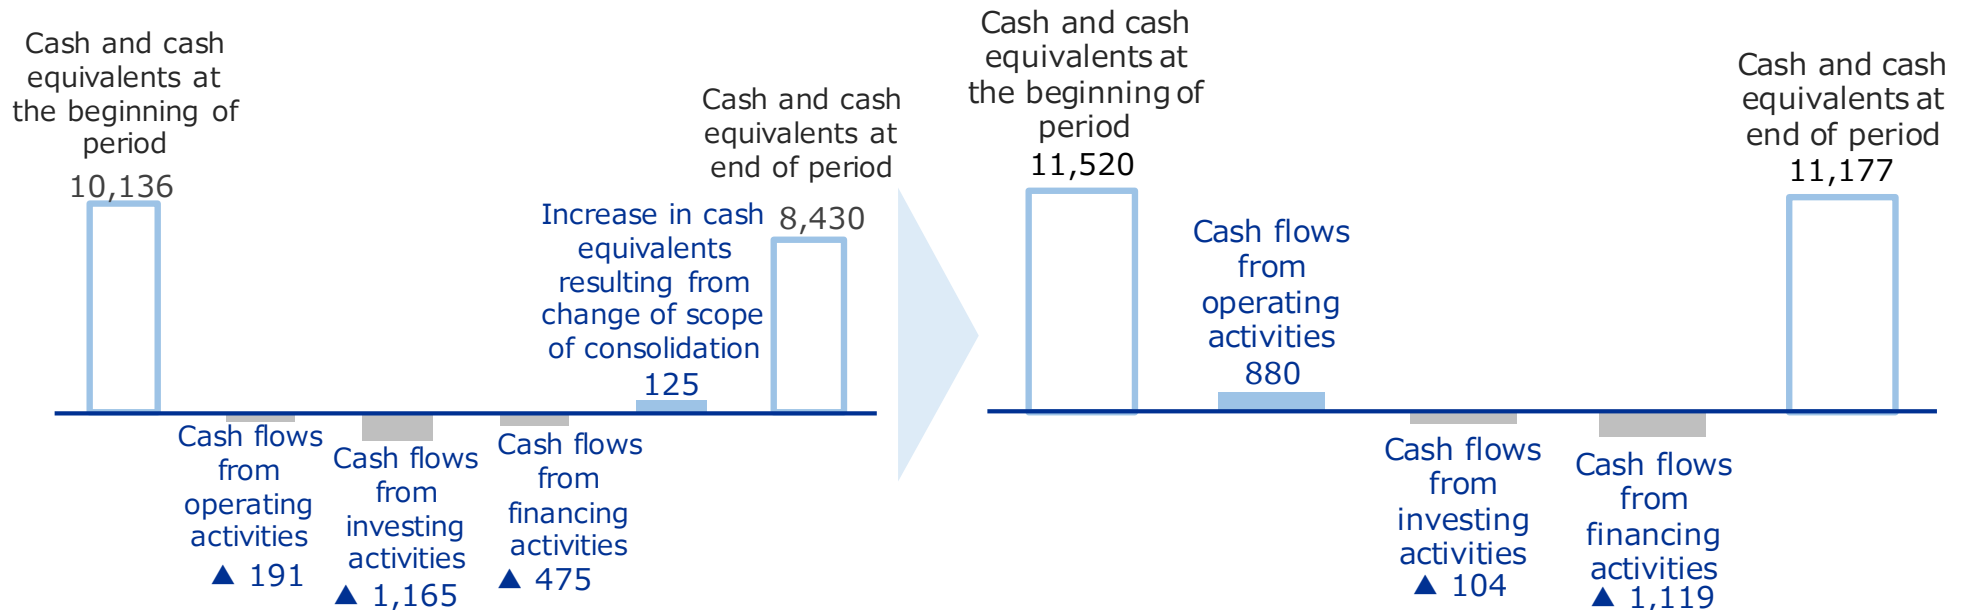 Cash and cash
equivalents at
the beginning of
period
10,136
Cash flows
from
operating
activities
▲ 191
Cash flows
from
investing
activities
▲ 1,165
Cash flows
from
financing
activities
▲ 475
Increase in cash
equivalents
resulting from
change of scope
of consolidation
125
Cash and cash
equivalents at
end of period
8,430
Cash and cash
equivalents at
the beginning of
period
11,520
Cash flows
from
operating
activities
880
Cash flows
from
investing
activities
▲ 104
Cash flows
from
financing
activities
▲ 1,119
Cash and cash
equivalents at
end of period
11,177